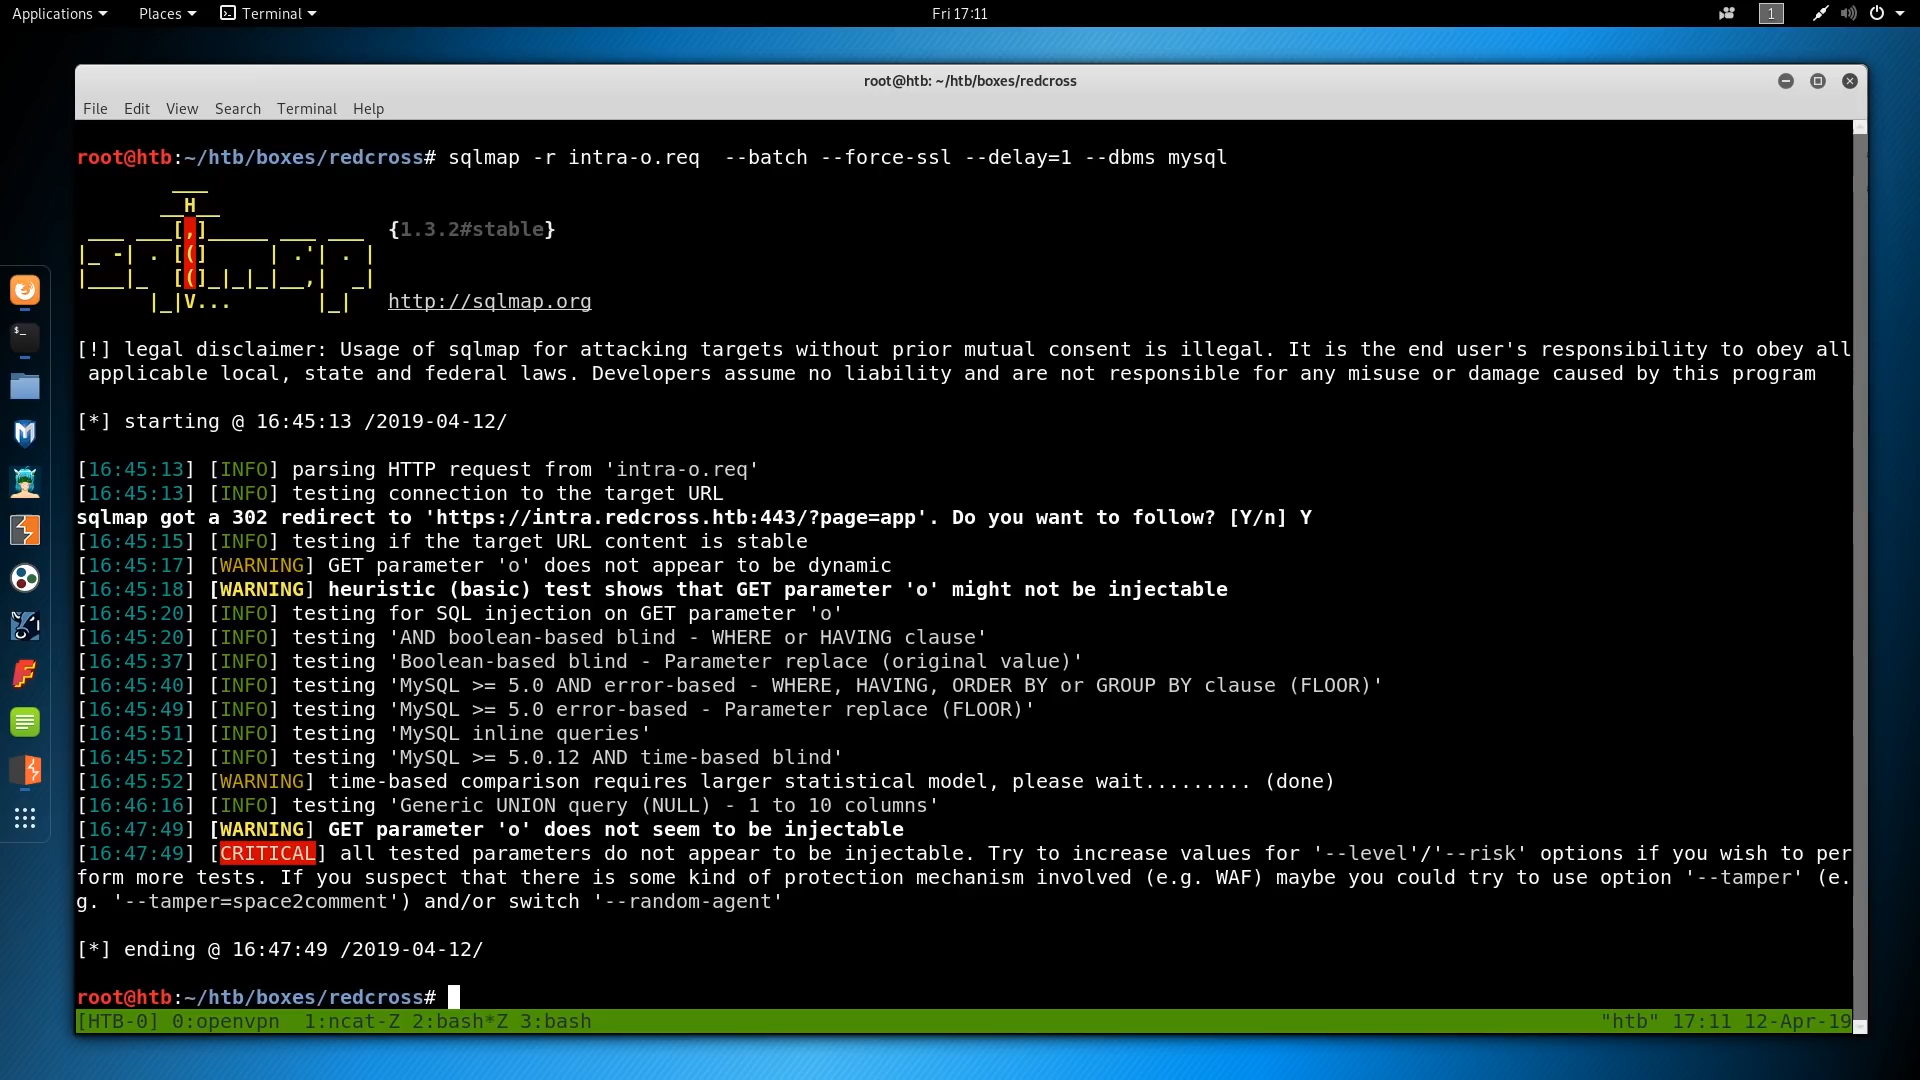 Applications Places Terminal Fri 17:11 1
root@htb: ~/htb/boxes/redcross
File Edit View Search Terminal Help
root@htb:~/htb/boxes/redcross# sqlmap -r intra-o.req  --batch --force-ssl --delay=1 --dbms mysql
        ___
       __H__
 ___ ___[,]_____ ___ ___  {1.3.2#stable}
|_ -| . [(]     | .'| . |
|___|_  [(]_|_|_|__,|  _|
      |_|V...       |_|   http://sqlmap.org
[!] legal disclaimer: Usage of sqlmap for attacking targets without prior mutual consent is illegal. It is the end user's responsibility to obey all
 applicable local, state and federal laws. Developers assume no liability and are not responsible for any misuse or damage caused by this program
[*] starting @ 16:45:13 /2019-04-12/
[16:45:13] [INFO] parsing HTTP request from 'intra-o.req'
[16:45:13] [INFO] testing connection to the target URL
sqlmap got a 302 redirect to 'https://intra.redcross.htb:443/?page=app'. Do you want to follow? [Y/n] Y
[16:45:15] [INFO] testing if the target URL content is stable
[16:45:17] [WARNING] GET parameter 'o' does not appear to be dynamic
[16:45:18] [WARNING] heuristic (basic) test shows that GET parameter 'o' might not be injectable
[16:45:20] [INFO] testing for SQL injection on GET parameter 'o'
[16:45:20] [INFO] testing 'AND boolean-based blind - WHERE or HAVING clause'
[16:45:37] [INFO] testing 'Boolean-based blind - Parameter replace (original value)'
[16:45:40] [INFO] testing 'MySQL >= 5.0 AND error-based - WHERE, HAVING, ORDER BY or GROUP BY clause (FLOOR)'
[16:45:49] [INFO] testing 'MySQL >= 5.0 error-based - Parameter replace (FLOOR)'
[16:45:51] [INFO] testing 'MySQL inline queries'
[16:45:52] [INFO] testing 'MySQL >= 5.0.12 AND time-based blind'
[16:45:52] [WARNING] time-based comparison requires larger statistical model, please wait......... (done)
[16:46:16] [INFO] testing 'Generic UNION query (NULL) - 1 to 10 columns'
[16:47:49] [WARNING] GET parameter 'o' does not seem to be injectable
[16:47:49] [CRITICAL] all tested parameters do not appear to be injectable. Try to increase values for '--level'/'--risk' options if you wish to per
form more tests. If you suspect that there is some kind of protection mechanism involved (e.g. WAF) maybe you could try to use option '--tamper' (e.
g. '--tamper=space2comment') and/or switch '--random-agent'
[*] ending @ 16:47:49 /2019-04-12/
root@htb:~/htb/boxes/redcross#
[HTB-0] 0:openvpn  1:ncat-Z 2:bash*Z 3:bash "htb" 17:11 12-Apr-19